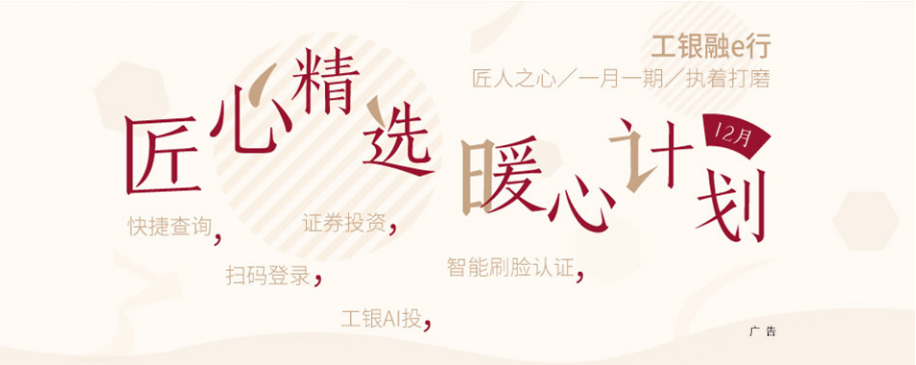 工银融e行
匠人之心／一月一期／执着打磨
匠心精选
暖心计划
12月
快捷查询，
证券投资，
扫码登录，
智能刷脸认证，
工银AI投，
广告